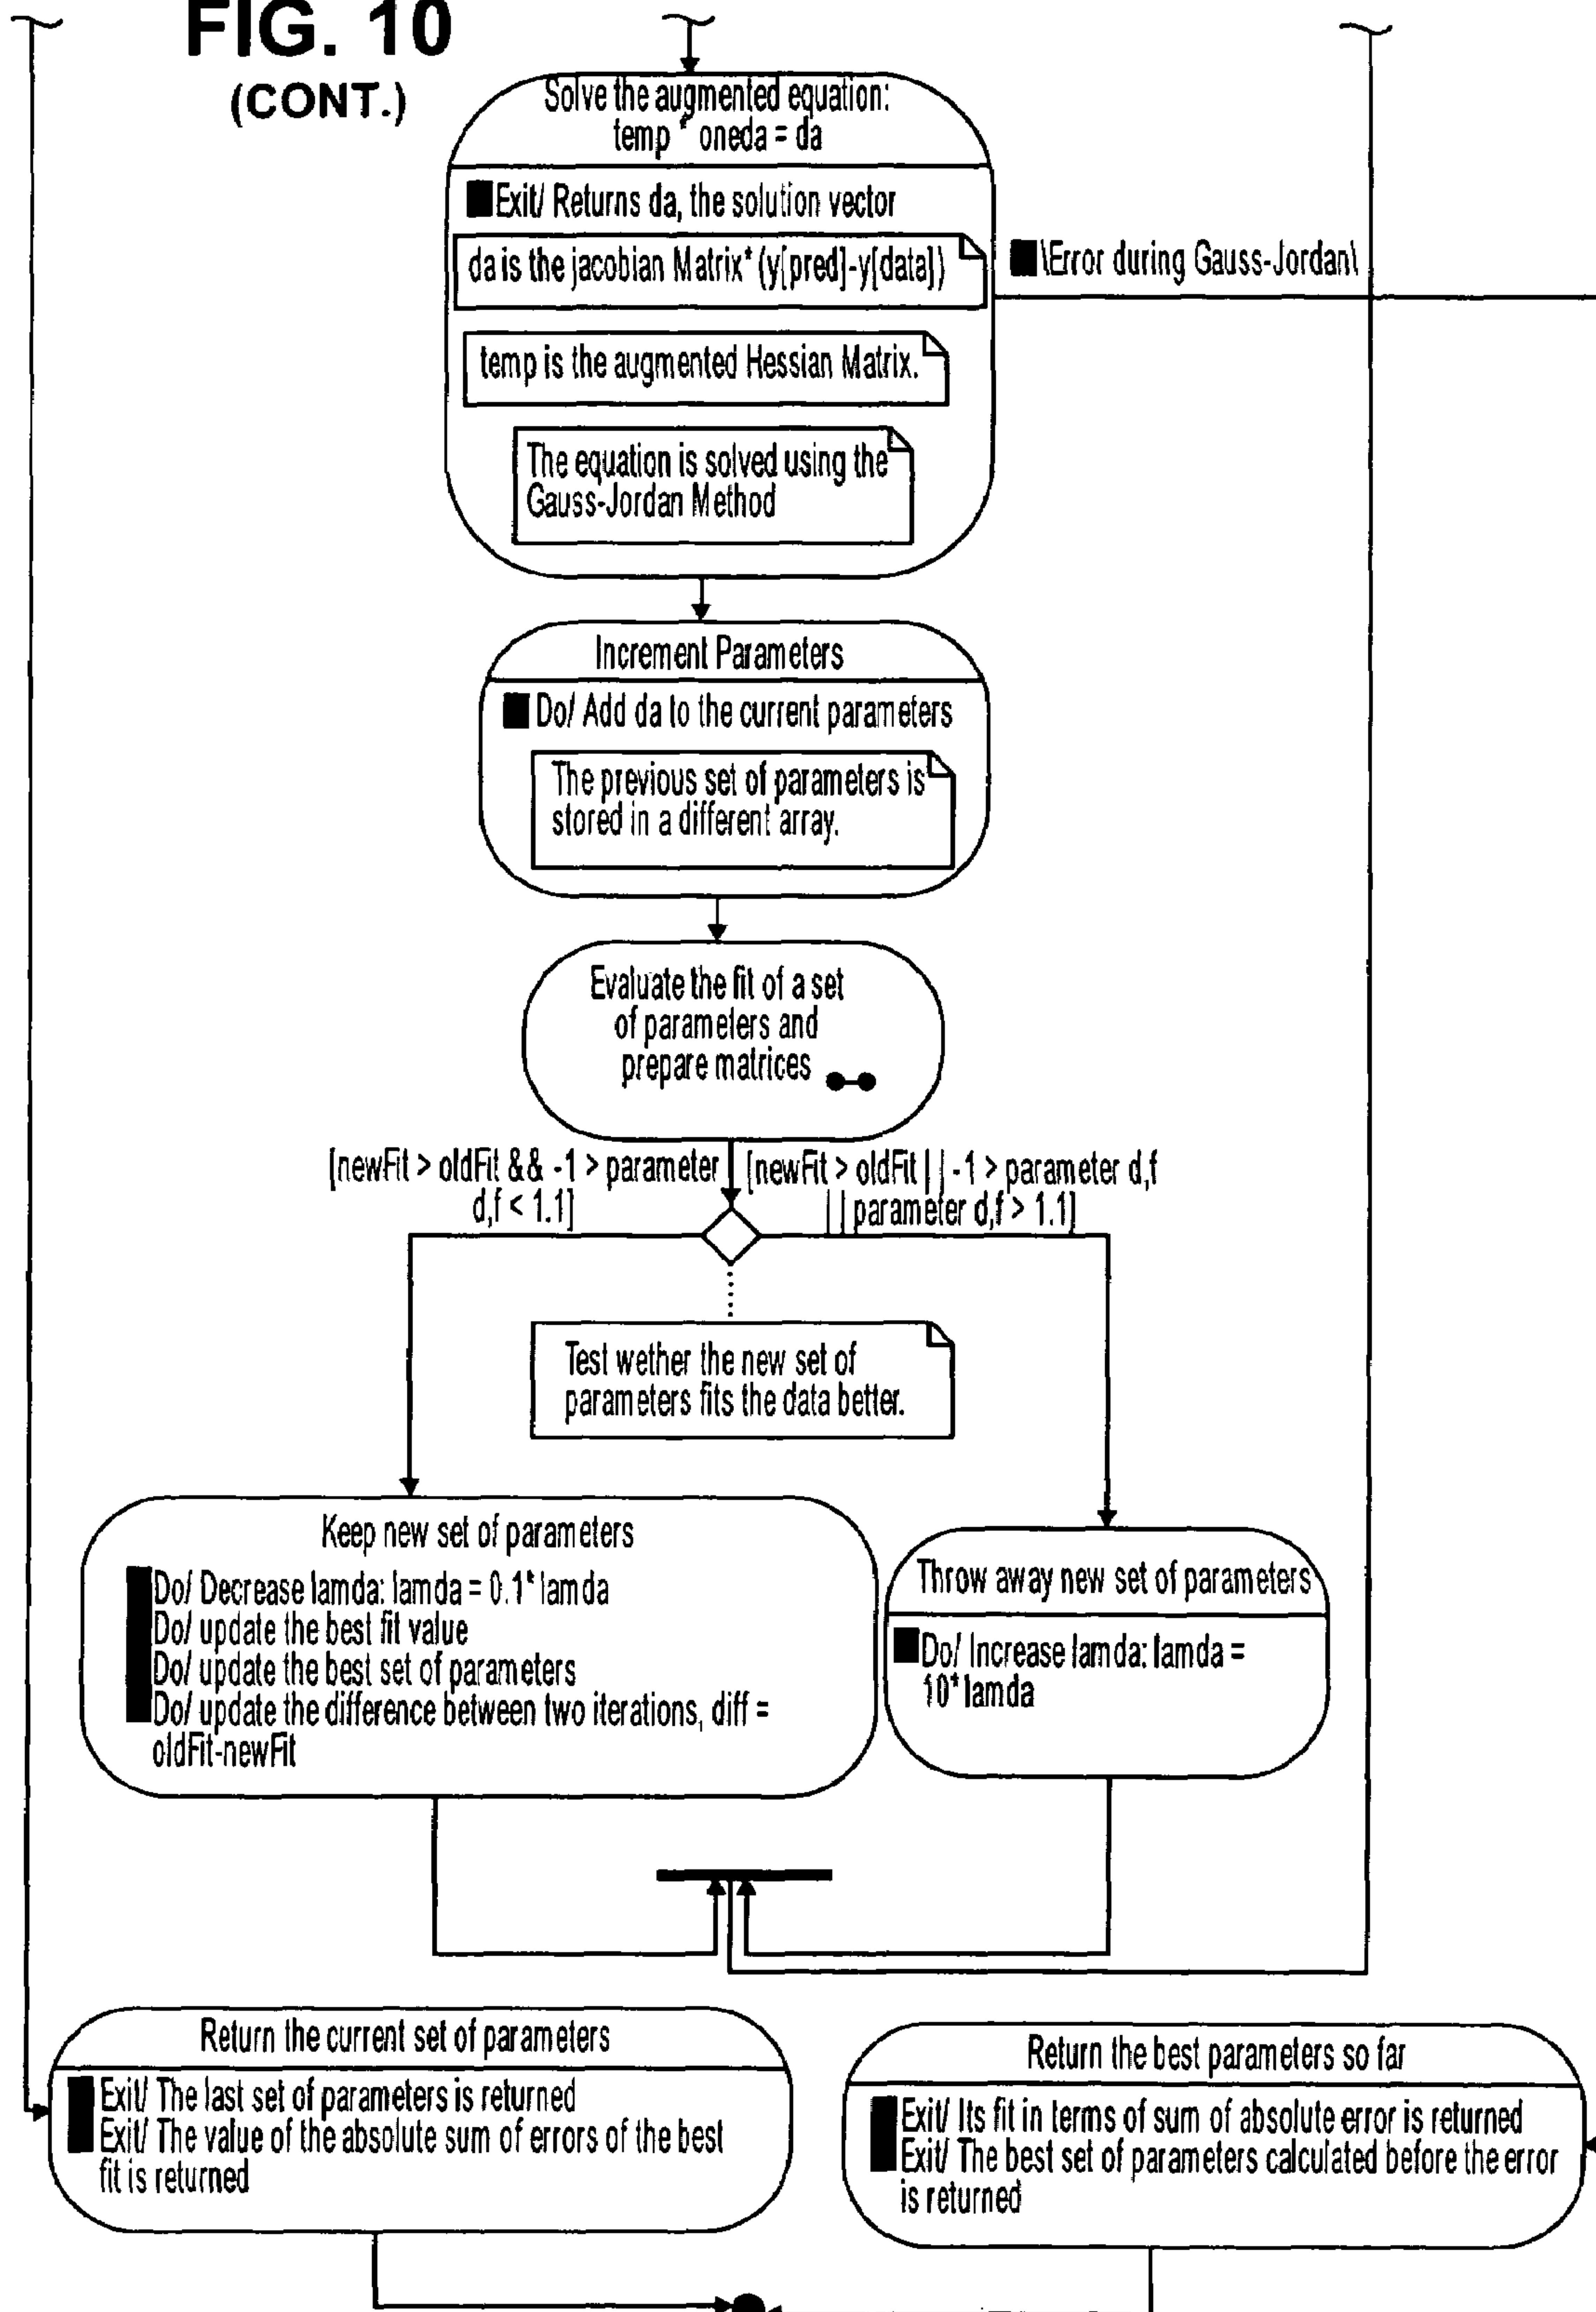 FIG. 10
(CONT.)
Solve the augmented equation:
temp * oneda = da
Exit/ Returns da, the solution vector
da is the jacobian Matrix* (y[pred]-y[data])
\Error during Gauss-Jordan\
temp is the augmented Hessian Matrix.
The equation is solved using the
Gauss-Jordan Method
Increment Parameters
Do/ Add da to the current parameters
The previous set of parameters is
stored in a different array.
Evaluate the fit of a set
of parameters and
prepare matrices
[newFit > oldFit && -1 > parameter
d,f < 1.1]
[newFit > oldFit || -1 > parameter d,f
|| parameter d,f > 1.1]
Test wether the new set of
parameters fits the data better.
Keep new set of parameters
Do/ Decrease lamda: lamda = 0.1* lamda
Do/ update the best fit value
Do/ update the best set of parameters
Do/ update the difference between two iterations, diff =
oldFit-newFit
Throw away new set of parameters
Do/ Increase lamda: lamda =
10* lamda
Return the current set of parameters
Exit/ The last set of parameters is returned
Exit/ The value of the absolute sum of errors of the best
fit is returned
Return the best parameters so far
Exit/ Its fit in terms of sum of absolute error is returned
Exit/ The best set of parameters calculated before the error
is returned